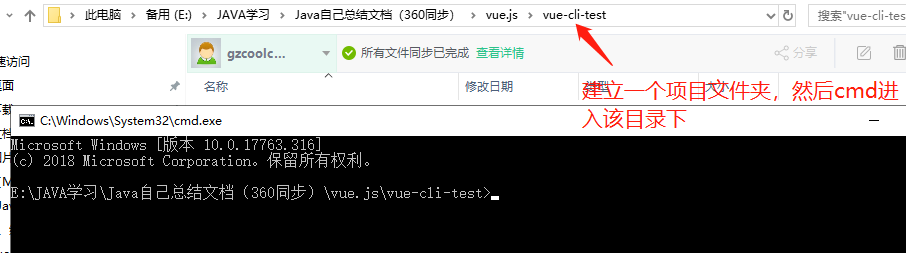 此电脑 › 备用 (E:) › JAVA学习 › Java自己总结文档（360同步） › vue.js › vue-cli-test
搜索"vue-cli-tes
gzcoolc... 所有文件同步已完成 查看详情 分享
速访问
名称 修改日期 类型 大小
建立一个项目文件夹，然后cmd进
入该目录下
C:\Windows\System32\cmd.exe
Microsoft Windows [版本 10.0.17763.316]
(c) 2018 Microsoft Corporation。保留所有权利。
E:\JAVA学习\Java自己总结文档（360同步）\vue.js\vue-cli-test>